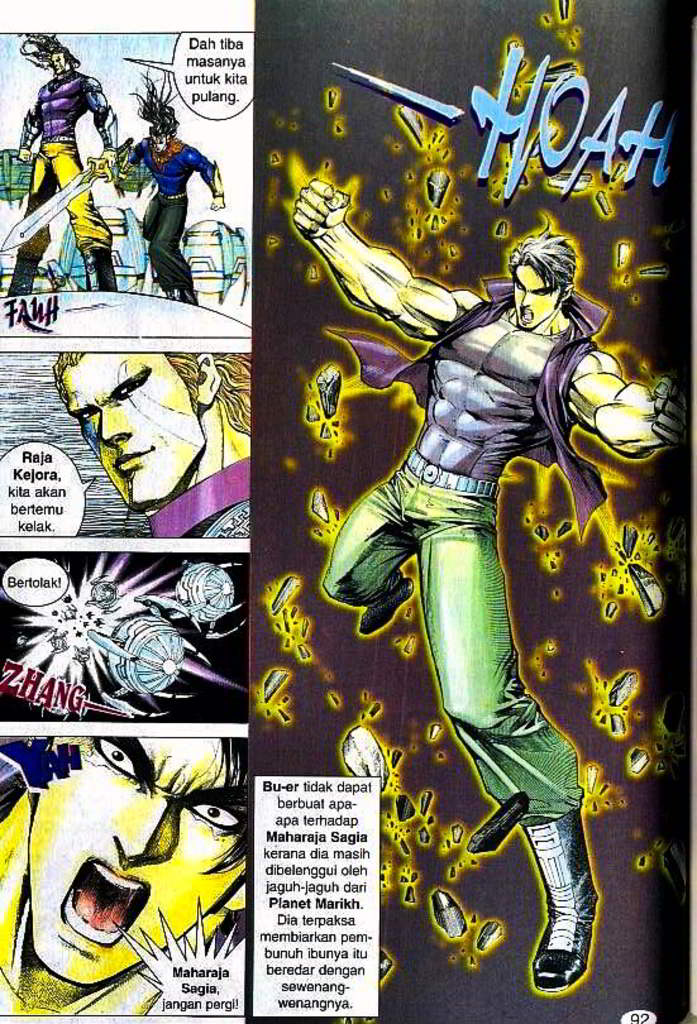 Dah tiba
masanya
untuk kita
pulang.
FAUH
HOAH
Raja
Kejora,
kita akan
bertemu
kelak.
Bertolak!
ZHANG
YAH
Maharaja
Sagia,
jangan pergi!
Bu-er tidak dapat
berbuat apa-
apa terhadap
Maharaja Sagia
kerana dia masih
dibelenggui oleh
jaguh-jaguh dari
Planet Marikh.
Dia terpaksa
membiarkan pem-
bunuh ibunya itu
beredar dengan
sewenang-
wenangnya.
92